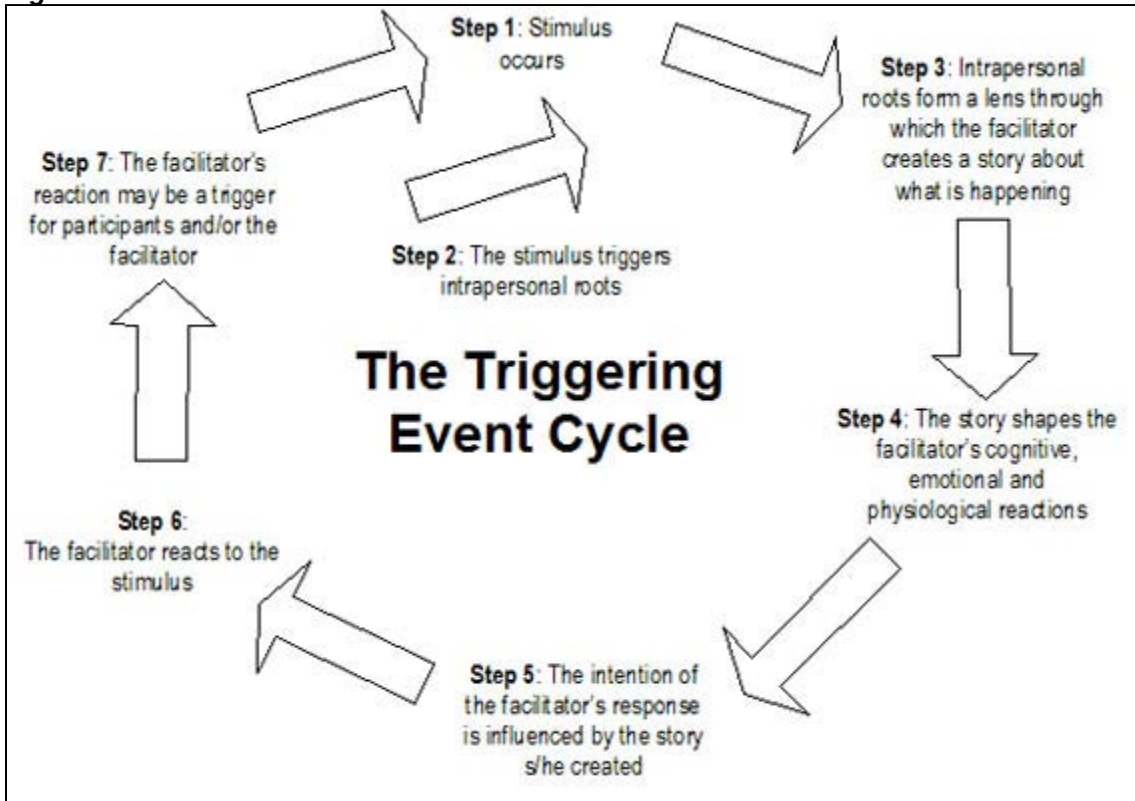 Step 1: Stimulus
occurs
Step 2: The stimulus triggers
intrapersonal roots
Step 3: Intrapersonal
roots form a lens through
which the facilitator
creates a story about
what is happening
Step 4: The story shapes the
facilitator's cognitive,
emotional and
physiological reactions
Step 5: The intention of
the facilitator's response
is influenced by the story
s/he created
Step 6:
The facilitator reacts to the
stimulus
Step 7: The facilitator's
reaction may be a trigger
for participants and/or the
facilitator
The Triggering
Event Cycle